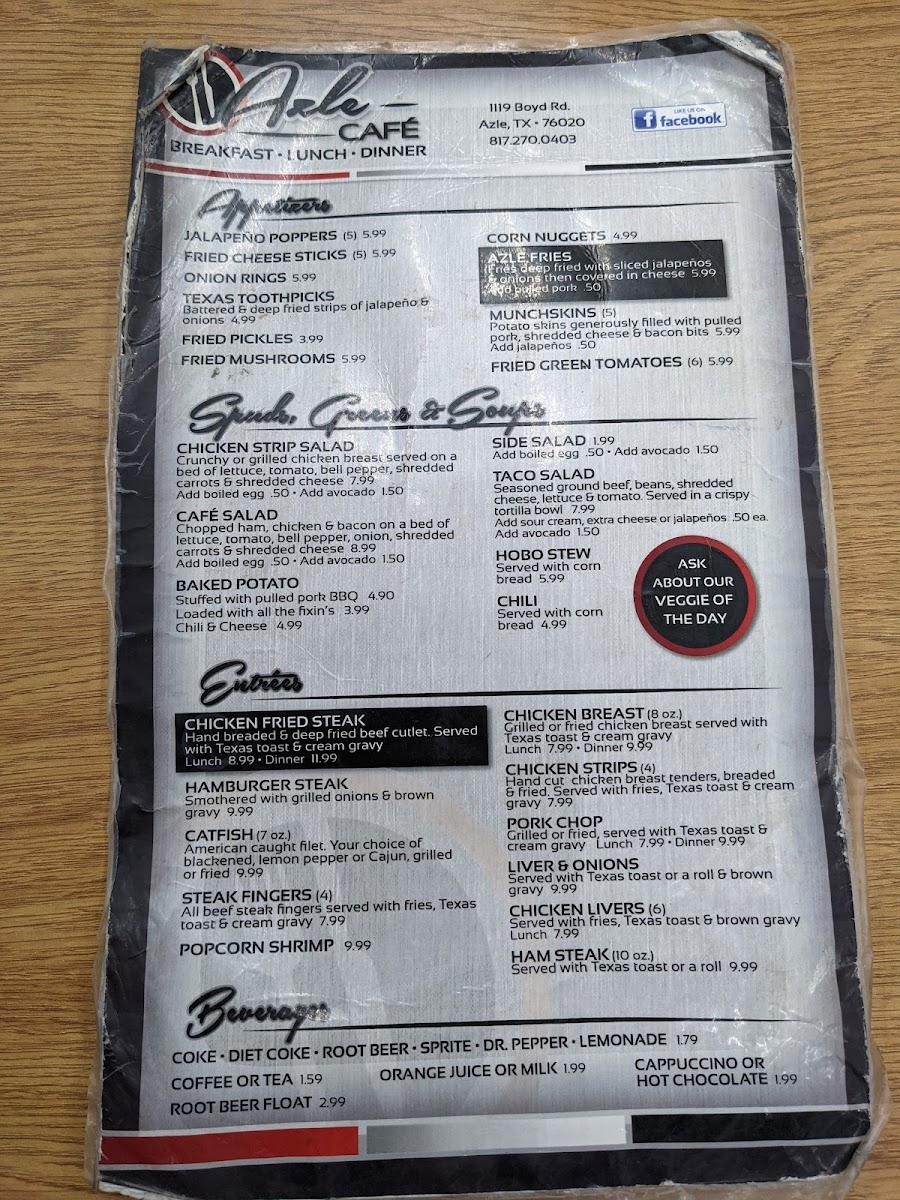 Azle
CAFÉ
BREAKFAST • LUNCH • DINNER
1119 Boyd Rd.
Azle, TX • 76020
817.270.0403
LIKE US ON
f facebook
Appetizers
JALAPEÑO POPPERS (5) 5.99
FRIED CHEESE STICKS (5) 5.99
ONION RINGS 5.99
TEXAS TOOTHPICKS
Battered & deep fried strips of jalapeño &
onions 4.99
FRIED PICKLES 3.99
FRIED MUSHROOMS 5.99
CORN NUGGETS 4.99
AZLE FRIES
Fries deep fried with sliced jalapeños
& onions then covered in cheese 5.99
Add pulled pork .50
MUNCHSKINS (5)
Potato skins generously filled with pulled
pork, shredded cheese & bacon bits 5.99
Add jalapeños .50
FRIED GREEN TOMATOES (6) 5.99
Spuds, Greens & Soups
CHICKEN STRIP SALAD
Crunchy or grilled chicken breast served on a
bed of lettuce, tomato, bell pepper, shredded
carrots & shredded cheese 7.99
Add boiled egg .50 • Add avocado 1.50
CAFÉ SALAD
Chopped ham, chicken & bacon on a bed of
lettuce, tomato, bell pepper, onion, shredded
carrots & shredded cheese 8.99
Add boiled egg .50 • Add avocado 1.50
BAKED POTATO
Stuffed with pulled pork BBQ 4.90
Loaded with all the fixin's 3.99
Chili & Cheese 4.99
SIDE SALAD 1.99
Add boiled egg .50 • Add avocado 1.50
TACO SALAD
Seasoned ground beef, beans, shredded
cheese, lettuce & tomato. Served in a crispy
tortilla bowl 7.99
Add sour cream, extra cheese or jalapeños .50 ea.
Add avocado 1.50
HOBO STEW
Served with corn
bread 5.99
CHILI
Served with corn
bread 4.99
ASK
ABOUT OUR
VEGGIE OF
THE DAY
Entrées
CHICKEN FRIED STEAK
Hand breaded & deep fried beef cutlet. Served
with Texas toast & cream gravy
Lunch 8.99 • Dinner 11.99
HAMBURGER STEAK
Smothered with grilled onions & brown
gravy 9.99
CATFISH (7 oz.)
American caught filet. Your choice of
blackened, lemon pepper or Cajun, grilled
or fried 9.99
STEAK FINGERS (4)
All beef steak fingers served with fries, Texas
toast & cream gravy 7.99
POPCORN SHRIMP 9.99
CHICKEN BREAST (8 oz.)
Grilled or fried chicken breast served with
Texas toast & cream gravy
Lunch 7.99 • Dinner 9.99
CHICKEN STRIPS (4)
Hand cut chicken breast tenders, breaded
& fried. Served with fries, Texas toast & cream
gravy 7.99
PORK CHOP
Grilled or fried, served with Texas toast &
cream gravy Lunch 7.99 • Dinner 9.99
LIVER & ONIONS
Served with Texas toast or a roll & brown
gravy 9.99
CHICKEN LIVERS (6)
Served with fries, Texas toast & brown gravy
Lunch 7.99
HAM STEAK (10 oz.)
Served with Texas toast or a roll 9.99
Beverages
COKE • DIET COKE • ROOT BEER • SPRITE • DR. PEPPER • LEMONADE 1.79
COFFEE OR TEA 1.59
ORANGE JUICE OR MILK 1.99
CAPPUCCINO OR
HOT CHOCOLATE 1.99
ROOT BEER FLOAT 2.99